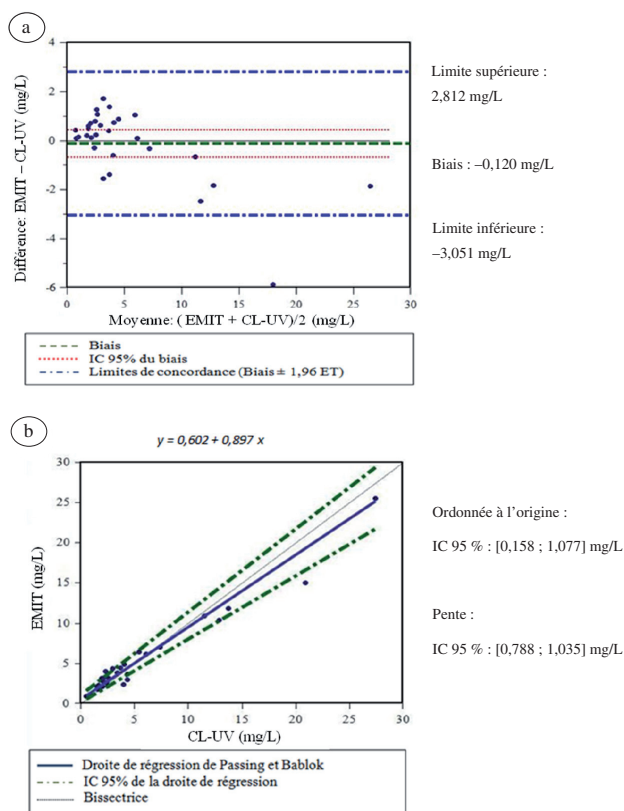 a
4
2
0
-2
-4
-6
Différence: EMIT – CL-UV (mg/L)
0 5 10 15 20 25 30
Moyenne: (EMIT + CL-UV)/2 (mg/L)
Biais
IC 95% du biais
Limites de concordance (Biais ± 1,96 ET)
Limite supérieure :
2,812 mg/L
Biais : –0,120 mg/L
Limite inférieure :
–3,051 mg/L
b
y = 0,602 + 0,897 x
30
25
20
15
10
5
0
EMIT (mg/L)
0 5 10 15 20 25 30
CL-UV (mg/L)
Droite de régression de Passing et Bablok
IC 95% de la droite de régression
Bissectrice
Ordonnée à l’origine :
IC 95 % : [0,158 ; 1,077] mg/L
Pente :
IC 95 % : [0,788 ; 1,035] mg/L